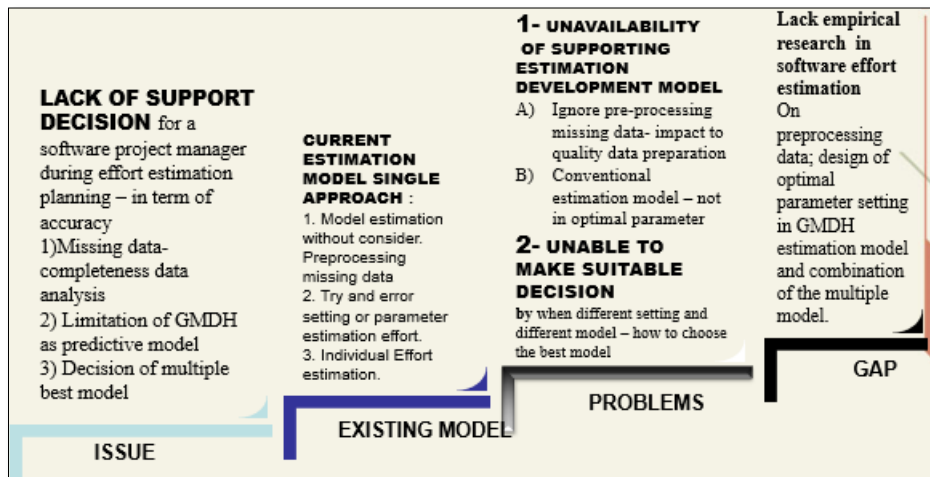 LACK OF SUPPORT
DECISION for a
software project manager
during effort estimation
planning – in term of
accuracy
1)Missing data-
completeness data
analysis
2) Limitation of GMDH
as predictive model
3) Decision of multiple
best model
ISSUE
CURRENT
ESTIMATION
MODEL SINGLE
APPROACH :
1. Model estimation
without consider.
Preprocessing
missing data
2. Try and error
setting or parameter
estimation effort.
3. Individual Effort
estimation.
EXISTING MODEL
1- UNAVAILABILITY
OF SUPPORTING
ESTIMATION
DEVELOPMENT MODEL
A) Ignore pre-processing
missing data- impact to
quality data preparation
B) Conventional
estimation model – not
in optimal parameter
2- UNABLE TO
MAKE SUITABLE
DECISION
by when different setting and
different model – how to choose
the best model
PROBLEMS
Lack empirical
research in
software effort
estimation
On
preprocessing
data; design of
optimal
parameter setting
in GMDH
estimation model
and combination
of the multiple
model.
GAP